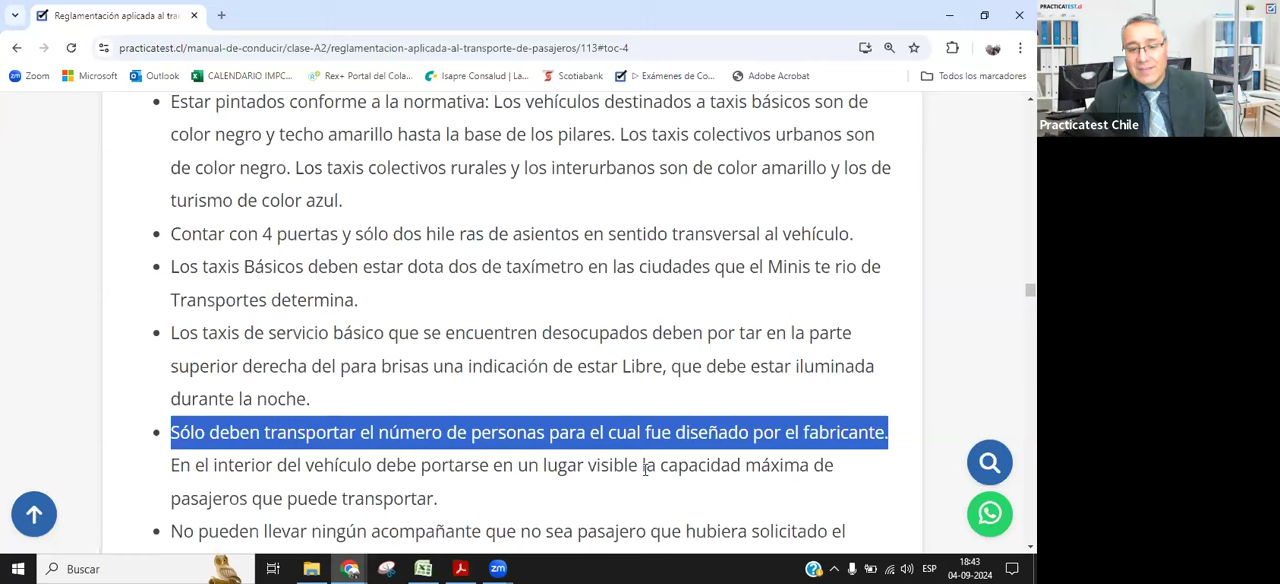 Reglamentación aplicada al tra
practicatest.cl/manual-de-conducir/clase-A2/reglamentacion-aplicada-al-transporte-de-pasajeros/113#toc-4
Zoom
Microsoft
Outlook
CALENDARIO IMPC...
Rex+ Portal del Cola...
Isapre Consalud | La...
Scotiabank
▷ Exámenes de Co...
Adobe Acrobat
Todos los marcadores
PRACTICATEST.cl
Practicatest Chile
Estar pintados conforme a la normativa: Los vehículos destinados a taxis básicos son de
color negro y techo amarillo hasta la base de los pilares. Los taxis colectivos urbanos son
de color negro. Los taxis colectivos rurales y los interurbanos son de color amarillo y los de
turismo de color azul.
Contar con 4 puertas y sólo dos hile ras de asientos en sentido transversal al vehículo.
Los taxis Básicos deben estar dota dos de taxímetro en las ciudades que el Minis te rio de
Transportes determina.
Los taxis de servicio básico que se encuentren desocupados deben por tar en la parte
superior derecha del para brisas una indicación de estar Libre, que debe estar iluminada
durante la noche.
Sólo deben transportar el número de personas para el cual fue diseñado por el fabricante.
En el interior del vehículo debe portarse en un lugar visible la capacidad máxima de
pasajeros que puede transportar.
No pueden llevar ningún acompañante que no sea pasajero que hubiera solicitado el
Buscar
ESP
18:43
04-09-2024